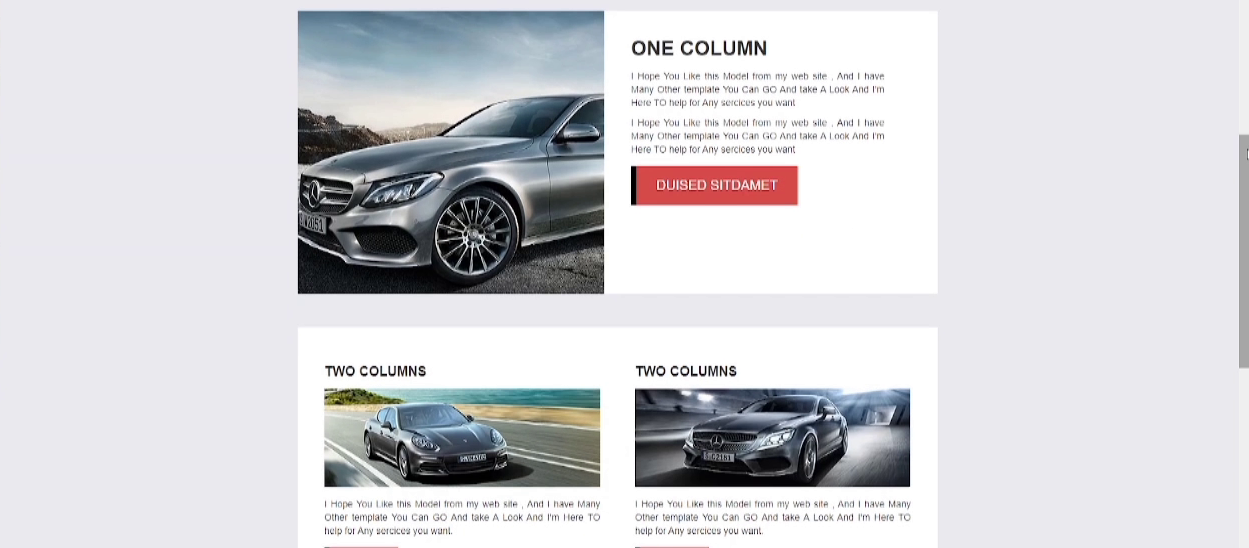 ONE COLUMN
I Hope You Like this Model from my web site , And I have
Many Other template You Can GO And take A Look And I'm
Here TO help for Any sercices you want
I Hope You Like this Model from my web site , And I have
Many Other template You Can GO And take A Look And I'm
Here TO help for Any sercices you want
DUISED SITDAMET
TWO COLUMNS
I Hope You Like this Model from my web site , And I have Many
Other template You Can GO And take A Look And I'm Here TO
help for Any sercices you want.
TWO COLUMNS
I Hope You Like this Model from my web site , And I have Many
Other template You Can GO And take A Look And I'm Here TO
help for Any sercices you want.